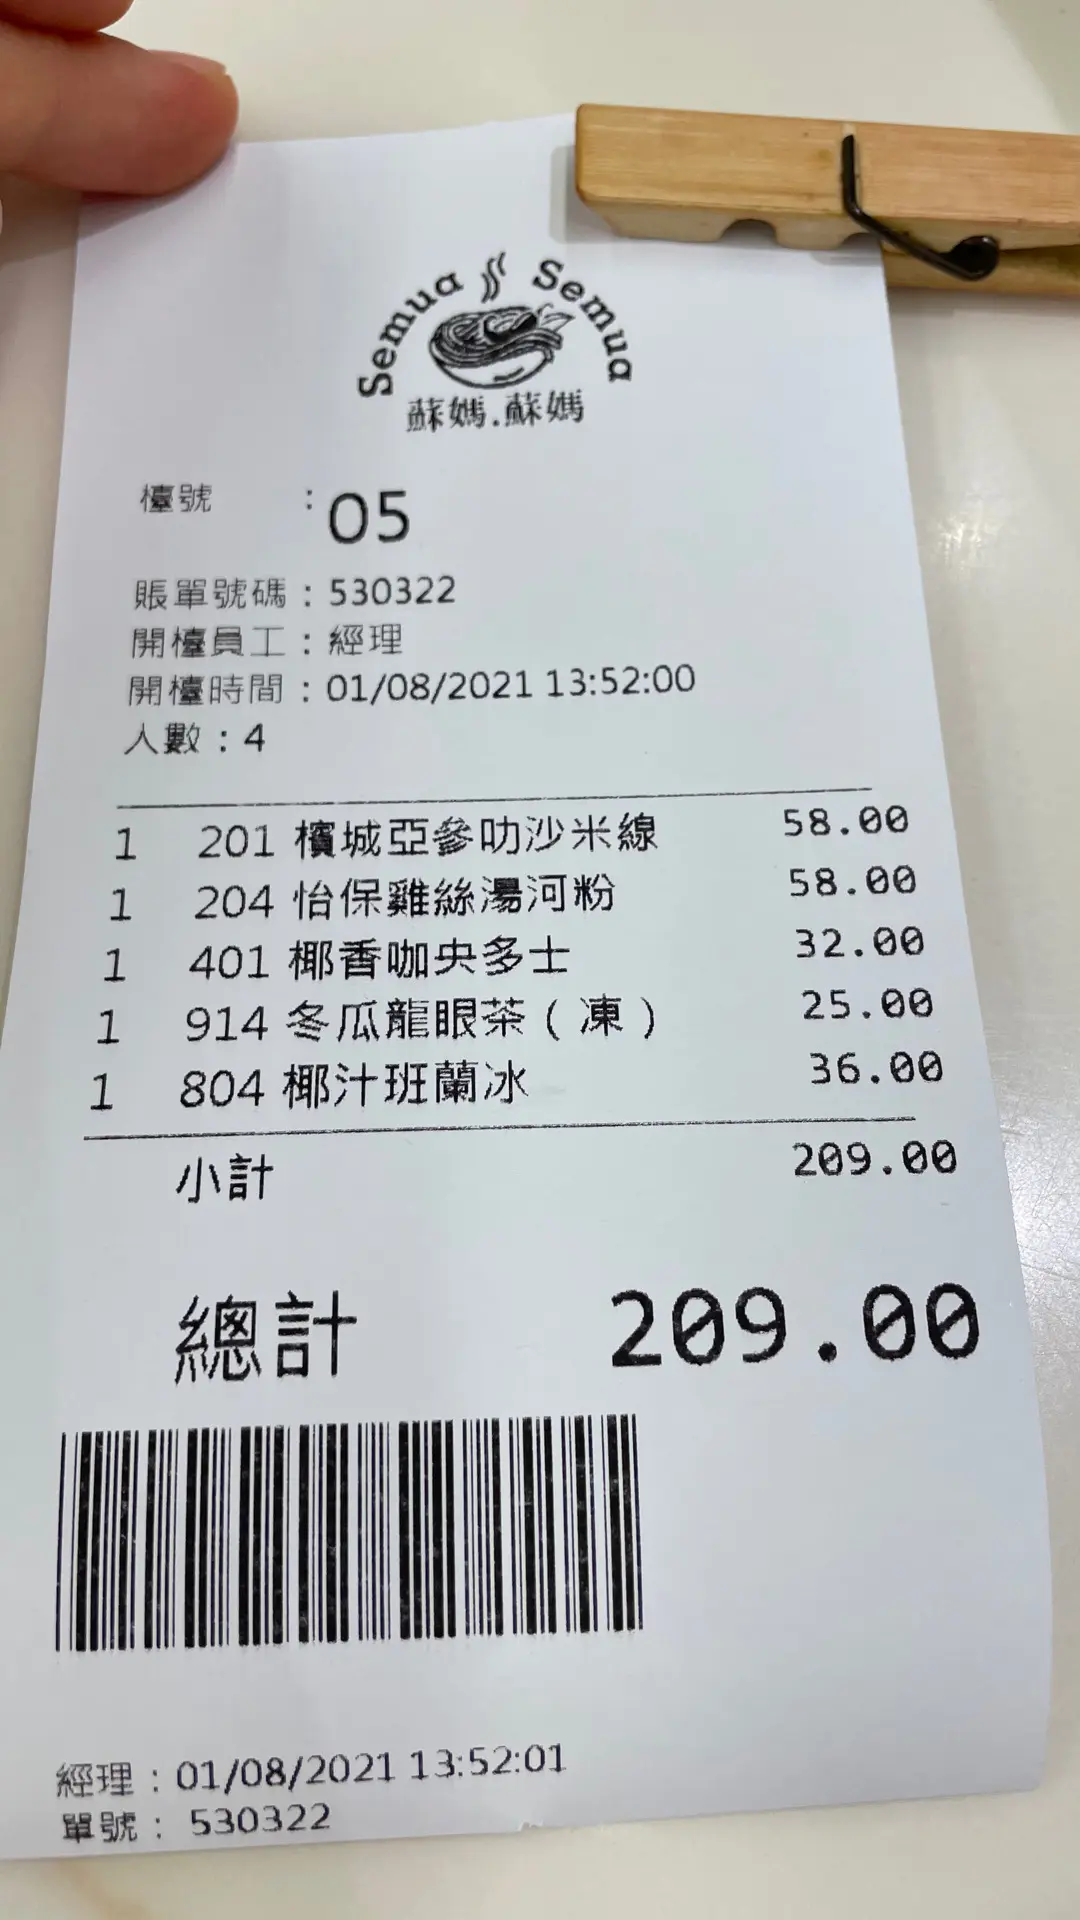 Semua Semua
蘇媽.蘇媽
檯號 : 05
賬單號碼 : 530322
開檯員工 : 經理
開檯時間 : 01/08/2021 13:52:00
人數 : 4
1 201 檳城亞參叻沙米線 58.00
1 204 怡保雞絲湯河粉 58.00
1 401 椰香咖央多士 32.00
1 914 冬瓜龍眼茶（凍） 25.00
1 804 椰汁班蘭冰 36.00
小計 209.00
總計 209.00
經理 : 01/08/2021 13:52:01
單號 : 530322